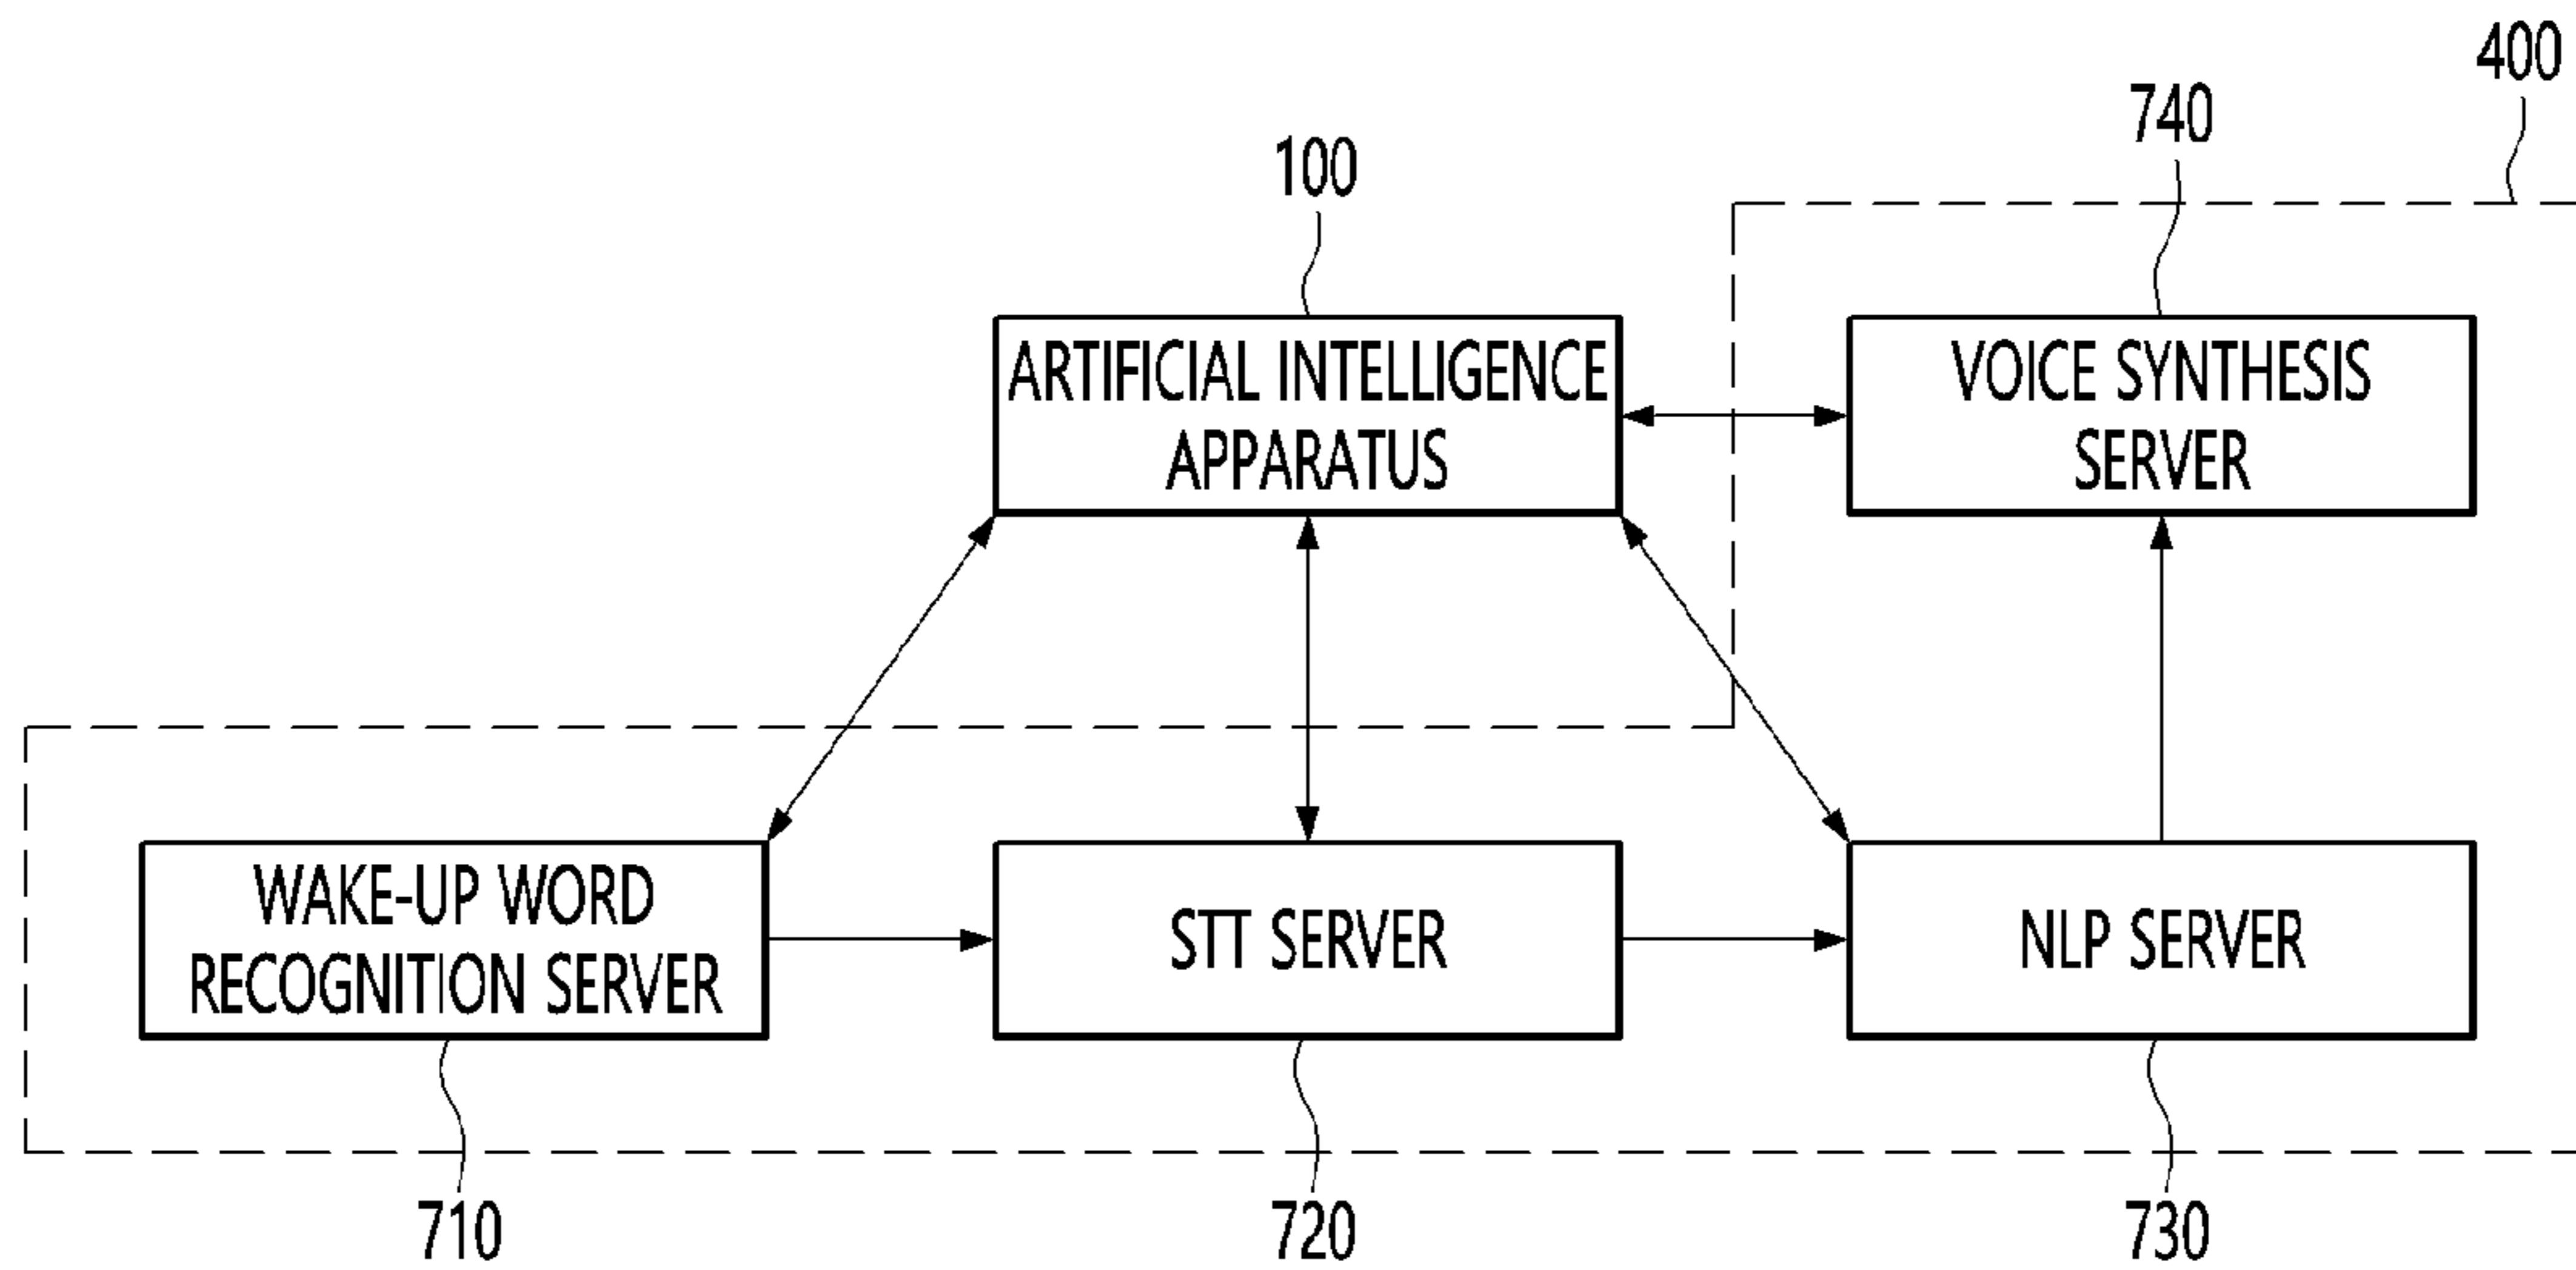 400
740
100
ARTIFICIAL INTELLIGENCE
APPARATUS
VOICE SYNTHESIS
SERVER
WAKE-UP WORD
RECOGNITION SERVER
STT SERVER
NLP SERVER
710
720
730